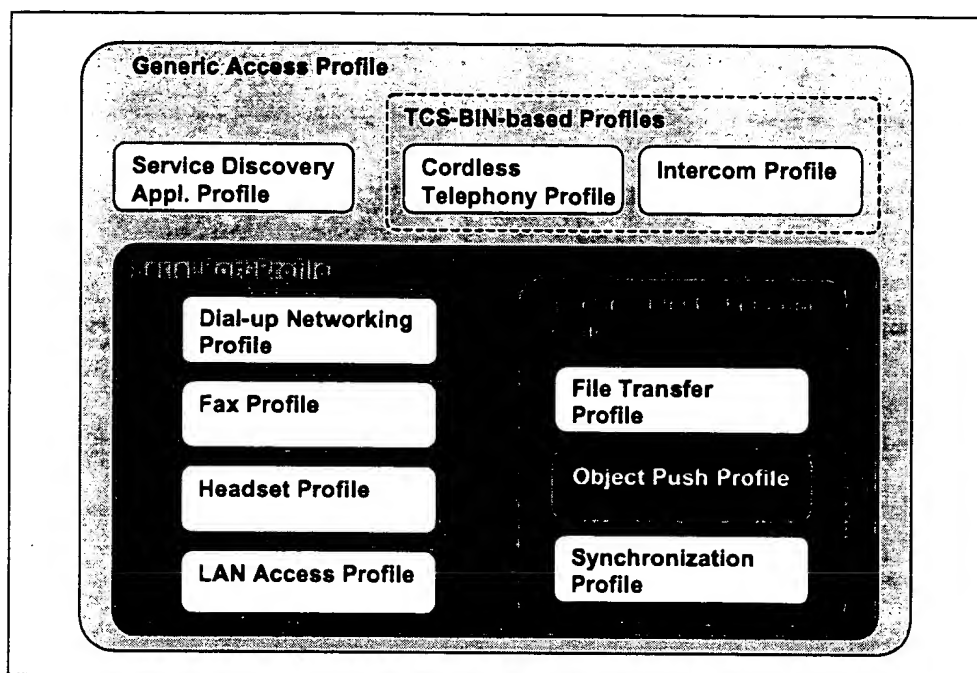 Generic Access Profile
TCS-BIN-based Profiles
Service Discovery
Appl. Profile
Cordless
Telephony Profile
Intercom Profile
Profile
Dial-up Networking
Profile
Fax Profile
Headset Profile
LAN Access Profile
File Transfer
Profile
Object Push Profile
Synchronization
Profile